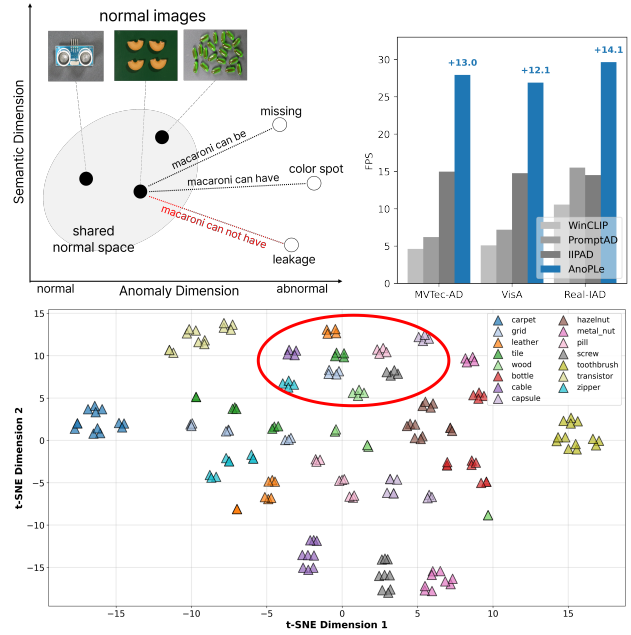 normal images
Semantic Dimension
missing
macaroni can be
color spot
macaroni can have
macaroni can not have
shared
normal space
leakage
normal
Anomaly Dimension
abnormal
FPS
30
25
20
15
10
5
0
+13.0
+12.1
+14.1
WinCLIP
PromptAD
IIPAD
AnoPLe
MVTec-AD
VisA
Real-IAD
t-SNE Dimension 2
15
10
5
0
−5
−10
−15
carpet
grid
leather
tile
wood
bottle
cable
capsule
hazelnut
metal_nut
pill
screw
toothbrush
transistor
zipper
−15
−10
−5
0
5
10
15
t-SNE Dimension 1